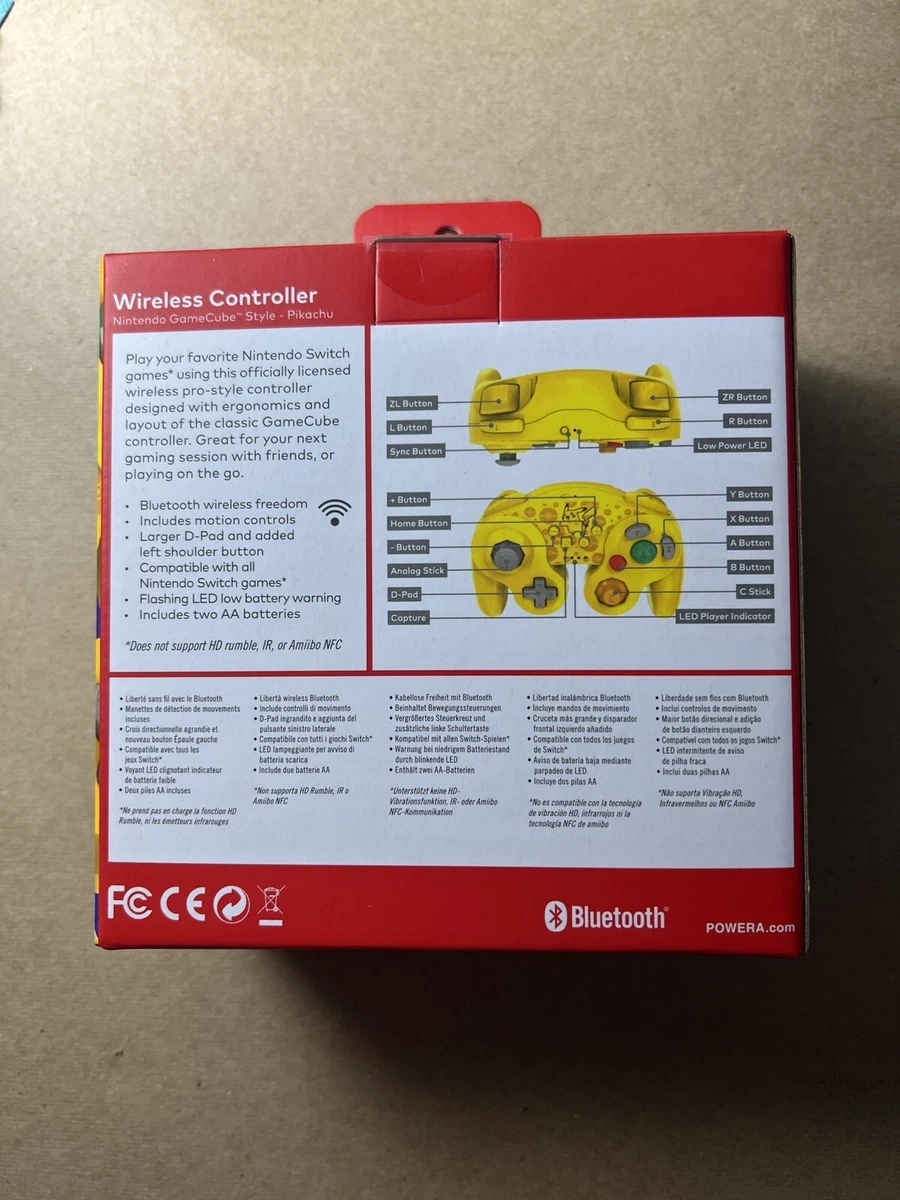 Wireless Controller
Nintendo GameCube™ Style - Pikachu
Play your favorite Nintendo Switch
games* using this officially licensed
wireless pro-style controller
designed with ergonomics and
layout of the classic GameCube
controller. Great for your next
gaming session with friends, or
playing on the go.
• Bluetooth wireless freedom
• Includes motion controls
• Larger D-Pad and added
left shoulder button
• Compatible with all
Nintendo Switch games*
• Flashing LED low battery warning
• Includes two AA batteries
*Does not support HD rumble, IR, or Amiibo NFC
ZL Button
L Button
Sync Button
ZR Button
R Button
Low Power LED
+ Button
Home Button
- Button
Analog Stick
D-Pad
Capture
Y Button
X Button
A Button
B Button
C Stick
LED Player Indicator
• Liberté sans fil avec le Bluetooth
• Manettes de détection de mouvements
incluses
• Croix directionnelle agrandie et
nouveau bouton Épaule gauche
• Compatible avec tous les
jeux Switch*
• Voyant LED clignotant indicateur
de batterie faible
• Deux piles AA incluses
*Ne prend pas en charge la fonction HD
Rumble, ni les émetteurs infrarouges
• Libertà wireless Bluetooth
• Include controlli di movimento
• D-Pad ingrandito e aggiunta del
pulsante sinistro laterale
• Compatibile con tutti i giochi Switch*
• LED lampeggiante per avviso di
batteria scarica
• Include due batterie AA
*Non supporta HD Rumble, IR o
Amiibo NFC
• Kabellose Freiheit mit Bluetooth
• Beinhaltet Bewegungssteuerungen
• Vergrößertes Steuerkreuz und
zusätzliche linke Schultertaste
• Kompatibel mit allen Switch-Spielen*
• Warnung bei niedrigem Batteriestand
durch blinkende LED
• Enthält zwei AA-Batterien
*Unterstützt keine HD-
Vibrationsfunktion, IR- oder Amiibo
NFC-Kommunikation
• Libertad inalámbrica Bluetooth
• Incluye mandos de movimiento
• Cruceta más grande y disparador
frontal izquierdo añadido
• Compatible con todos los juegos
de Switch*
• Aviso de batería baja mediante
parpadeo de LED
• Incluye dos pilas AA
*No es compatible con la tecnología
de vibración HD, infrarrojos ni la
tecnología NFC de amiibo
• Liberdade sem fios com Bluetooth
• Inclui controlos de movimento
• Maior botão direcional e adição
de botão dianteiro esquerdo
• Compatível com todos os jogos Switch*
• LED intermitente de aviso
de pilha fraca
• Inclui duas pilhas AA
*Não suporta Vibração HD,
Infravermelhos ou NFC Amiibo
FC CE
Bluetooth®
POWERA.com